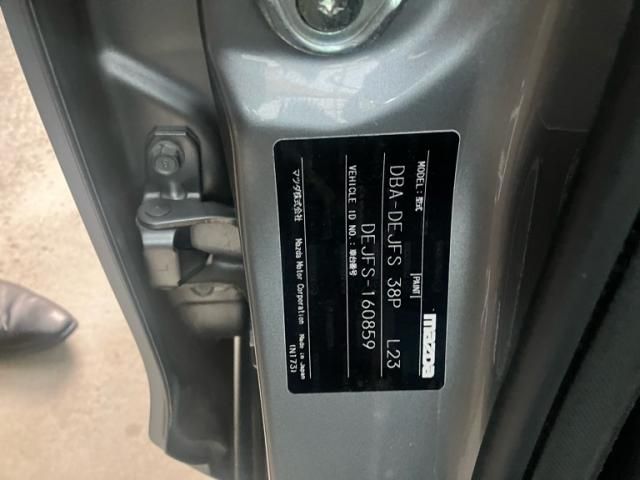 mazda
MODEL:型式 PAINT
DBA-DEJFS 38P L23
VEHICLE ID NO.:車台番号
DEJFS-160859
マツダ株式会社 Mazda Motor Corporation Made in Japan
(N173)